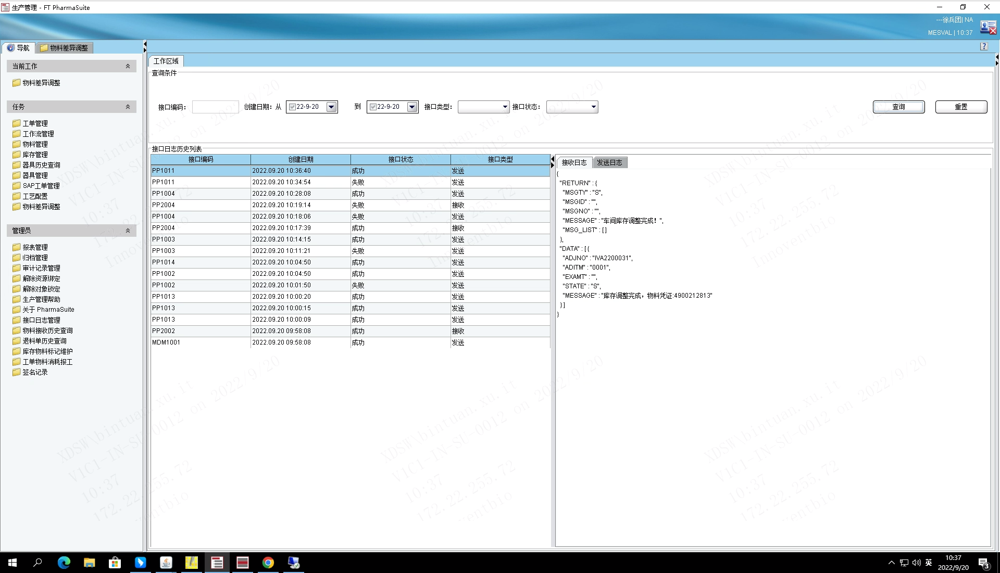 生产管理 - FT PharmaSuite
---徐兵团| NA
MESVAL | 10:37
导航
物料差异调整
当前工作
物料差异调整
任务
工单管理
工作流管理
物料管理
库存管理
器具历史查询
器具管理
SAP工单管理
工艺配置
物料差异调整
管理员
报表管理
归档管理
审计记录管理
解除资源绑定
解除对象锁定
生产管理帮助
关于 PharmaSuite
接口日志管理
物料接收历史查询
退料单历史查询
库存物料标记维护
工单物料消耗报工
签名记录
工作区域
查询条件
接口编码： 创建日期：从 22-9-20 到 22-9-20 接口类型： 接口状态： 查询 重置
接口日志历史列表
接口编码 创建日期 接口状态 接口类型
PP1011 2022.09.20 10:36:40 成功 发送
PP1011 2022.09.20 10:34:54 失败 发送
PP1004 2022.09.20 10:28:08 成功 发送
PP2004 2022.09.20 10:19:14 失败 接收
PP1004 2022.09.20 10:18:06 失败 发送
PP2004 2022.09.20 10:17:39 成功 接收
PP1003 2022.09.20 10:14:15 成功 发送
PP1003 2022.09.20 10:11:21 失败 发送
PP1014 2022.09.20 10:04:50 成功 发送
PP1002 2022.09.20 10:04:50 成功 发送
PP1002 2022.09.20 10:01:50 失败 发送
PP1013 2022.09.20 10:00:20 成功 发送
PP1013 2022.09.20 10:00:15 成功 发送
PP1013 2022.09.20 10:00:09 成功 发送
PP2002 2022.09.20 09:58:08 成功 接收
MDM1001 2022.09.20 09:58:08 成功 发送
接收日志 发送日志
{
"RETURN" : {
"MSGTY" : "S",
"MSGID" : "",
"MSGNO" : "",
"MESSAGE" : "车间库存调整完成！",
"MSG_LIST" : [ ]
},
"DATA" : [ {
"ADJNO" : "IVA2200031",
"ADITM" : "0001",
"EXAMT" : "",
"STATE" : "S",
"MESSAGE" : "库存调整完成，物料凭证:4900212813"
} ]
}
XDSW\bintuan.xu.it
V1C1-IN-SU-0012 on 2022/9/20
10:37
172.22.255.72
Innoventbio
英
10:37
2022/9/20
3